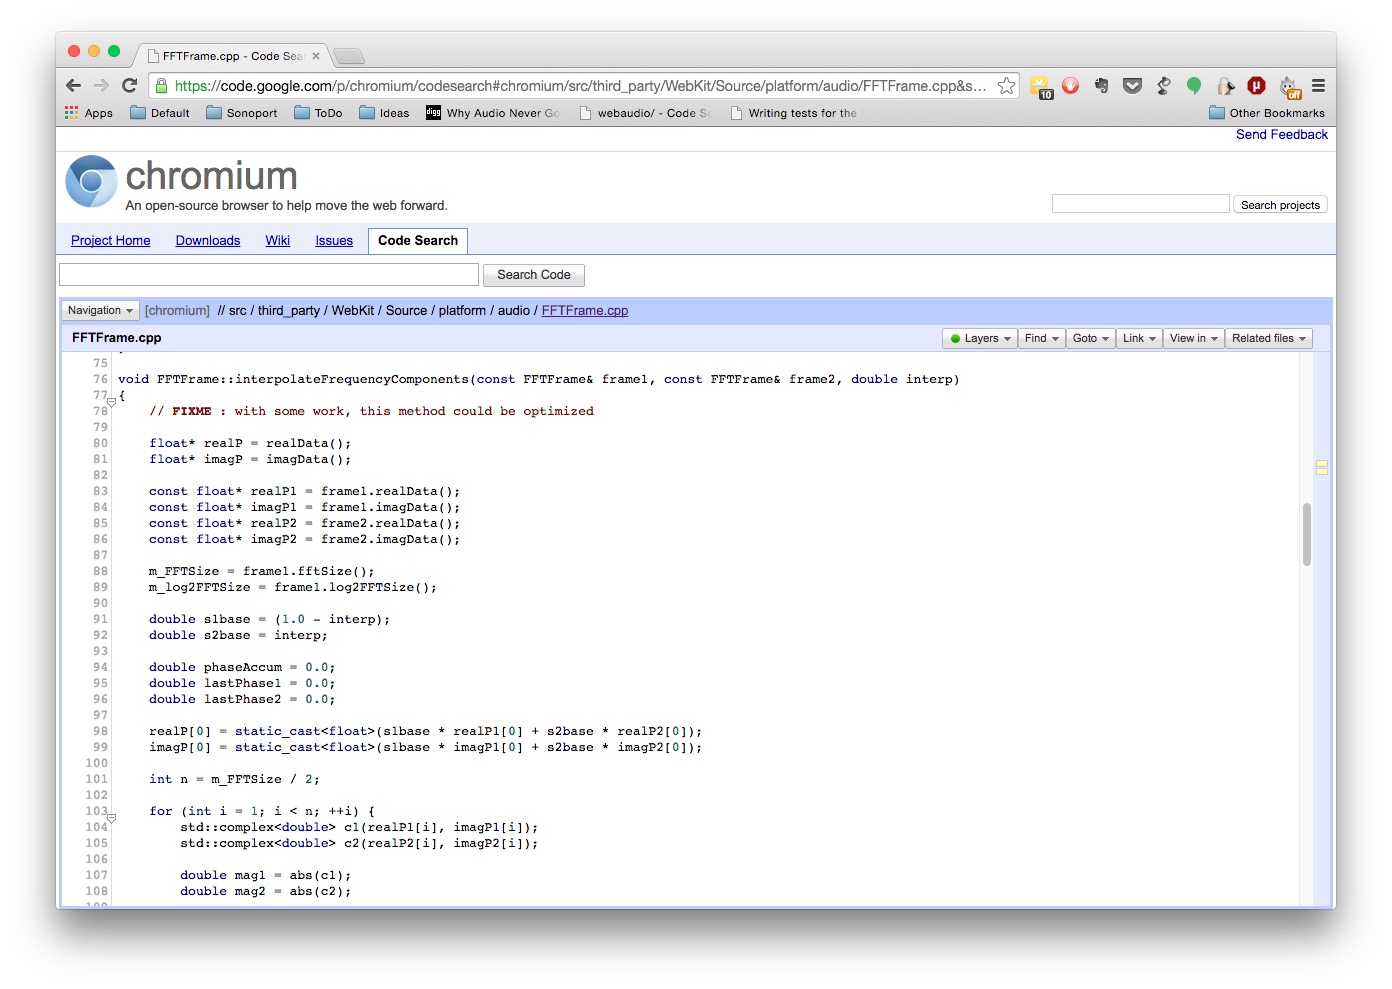 FFTFrame.cpp - Code Sea
https://code.google.com/p/chromium/codesearch#chromium/src/third_party/WebKit/Source/platform/audio/FFTFrame.cpp&s...
10
off
Apps Default Sonoport ToDo Ideas digg Why Audio Never Go webaudio/ - Code Se Writing tests for the Other Bookmarks
Send Feedback
chromium
An open-source browser to help move the web forward.
Search projects
Project Home Downloads Wiki Issues Code Search
Search Code
Navigation [chromium] // src / third_party / WebKit / Source / platform / audio / FFTFrame.cpp
FFTFrame.cpp Layers Find Goto Link View in Related files
75
76 void FFTFrame::interpolateFrequencyComponents(const FFTFrame& frame1, const FFTFrame& frame2, double interp)
77 {
78 // FIXME : with some work, this method could be optimized
79
80 float* realP = realData();
81 float* imagP = imagData();
82
83 const float* realP1 = frame1.realData();
84 const float* imagP1 = frame1.imagData();
85 const float* realP2 = frame2.realData();
86 const float* imagP2 = frame2.imagData();
87
88 m_FFTSize = frame1.fftSize();
89 m_log2FFTSize = frame1.log2FFTSize();
90
91 double s1base = (1.0 - interp);
92 double s2base = interp;
93
94 double phaseAccum = 0.0;
95 double lastPhase1 = 0.0;
96 double lastPhase2 = 0.0;
97
98 realP[0] = static_cast<float>(s1base * realP1[0] + s2base * realP2[0]);
99 imagP[0] = static_cast<float>(s1base * imagP1[0] + s2base * imagP2[0]);
100
101 int n = m_FFTSize / 2;
102
103 for (int i = 1; i < n; ++i) {
104 std::complex<double> c1(realP1[i], imagP1[i]);
105 std::complex<double> c2(realP2[i], imagP2[i]);
106
107 double mag1 = abs(c1);
108 double mag2 = abs(c2);